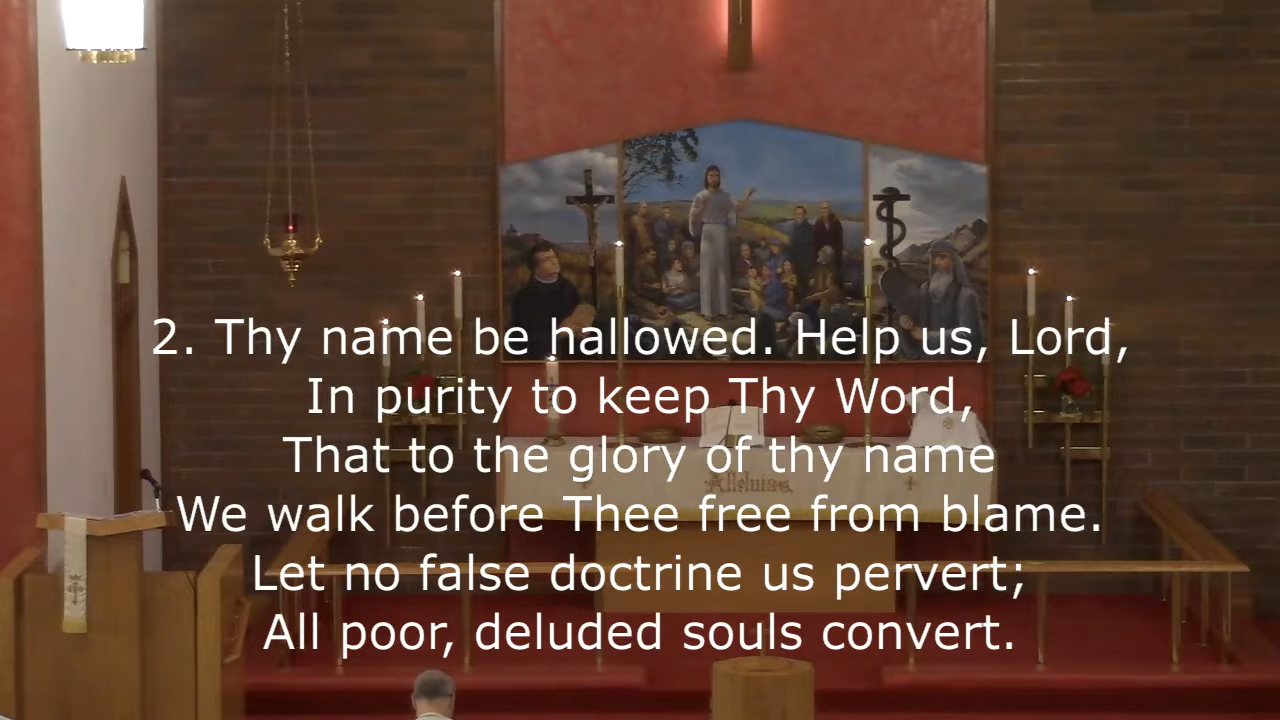 2. Thy name be hallowed. Help us, Lord,
In purity to keep Thy Word,
That to the glory of thy name
We walk before Thee free from blame.
Let no false doctrine us pervert;
All poor, deluded souls convert.
Alleluias